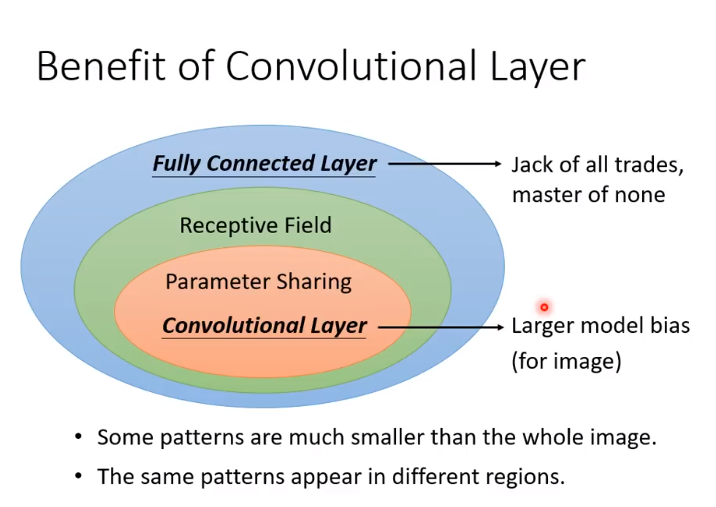 Benefit of Convolutional Layer
Fully Connected Layer
Jack of all trades,
master of none
Receptive Field
Parameter Sharing
Convolutional Layer
Larger model bias
(for image)
• Some patterns are much smaller than the whole image.
• The same patterns appear in different regions.